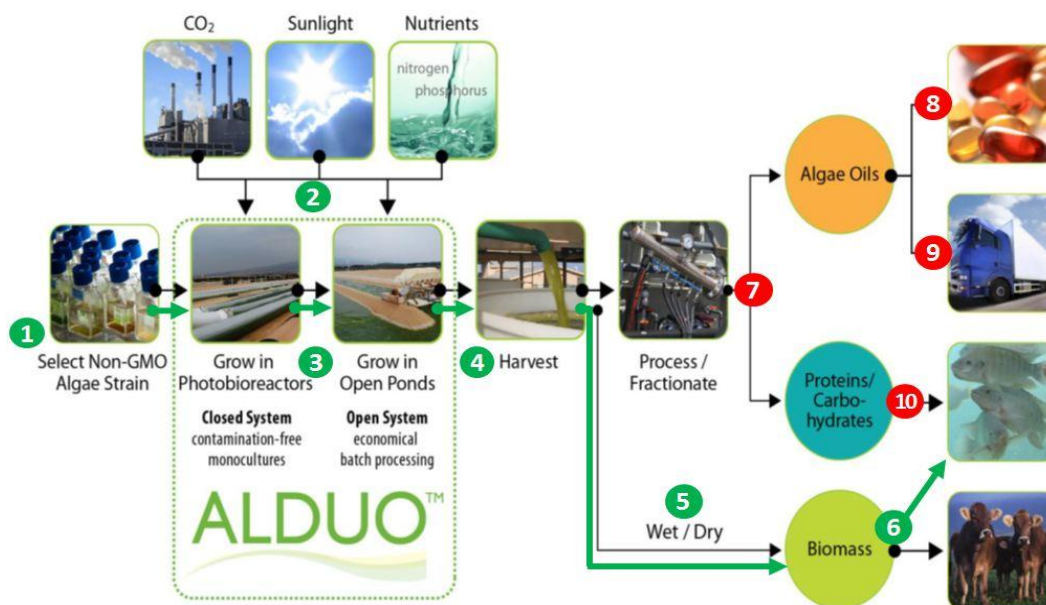 CO₂
Sunlight
Nutrients
nitrogen
phosphorus
2
8
Algae Oils
9
1
Select Non-GMO
Algae Strain
Grow in
Photobioreactors
3
Grow in
Open Ponds
4
Harvest
Process /
Fractionate
7
Closed System
contamination-free
monocultures
Open System
economical
batch processing
ALDUO™
Proteins/
Carbo-
hydrates
10
5
Wet / Dry
Biomass
6